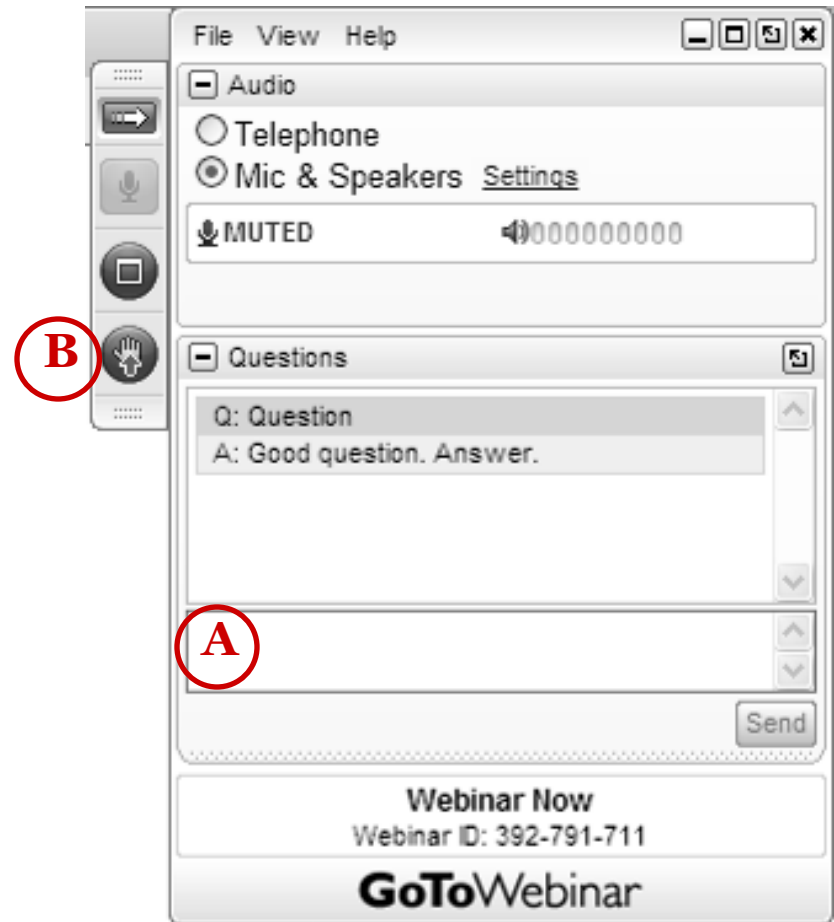 File View Help
Audio
Telephone
Mic & Speakers Settings
MUTED
B
Questions
Q: Question
A: Good question. Answer.
A
Send
Webinar Now
Webinar ID: 392-791-711
GoToWebinar